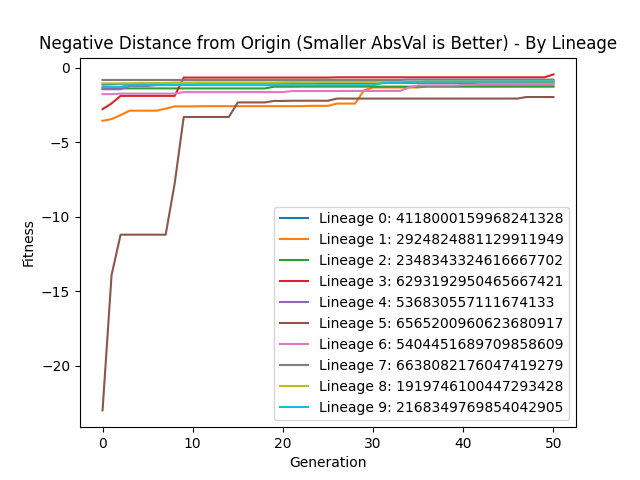 Negative Distance from Origin (Smaller AbsVal is Better) - By Lineage
Fitness
0
−5
−10
−15
−20
Lineage 0: 4118000159968241328
Lineage 1: 2924824881129911949
Lineage 2: 2348343324616667702
Lineage 3: 6293192950465667421
Lineage 4: 536830557111674133
Lineage 5: 6565200960623680917
Lineage 6: 5404451689709858609
Lineage 7: 6638082176047419279
Lineage 8: 1919746100447293428
Lineage 9: 2168349769854042905
0 10 20 30 40 50
Generation